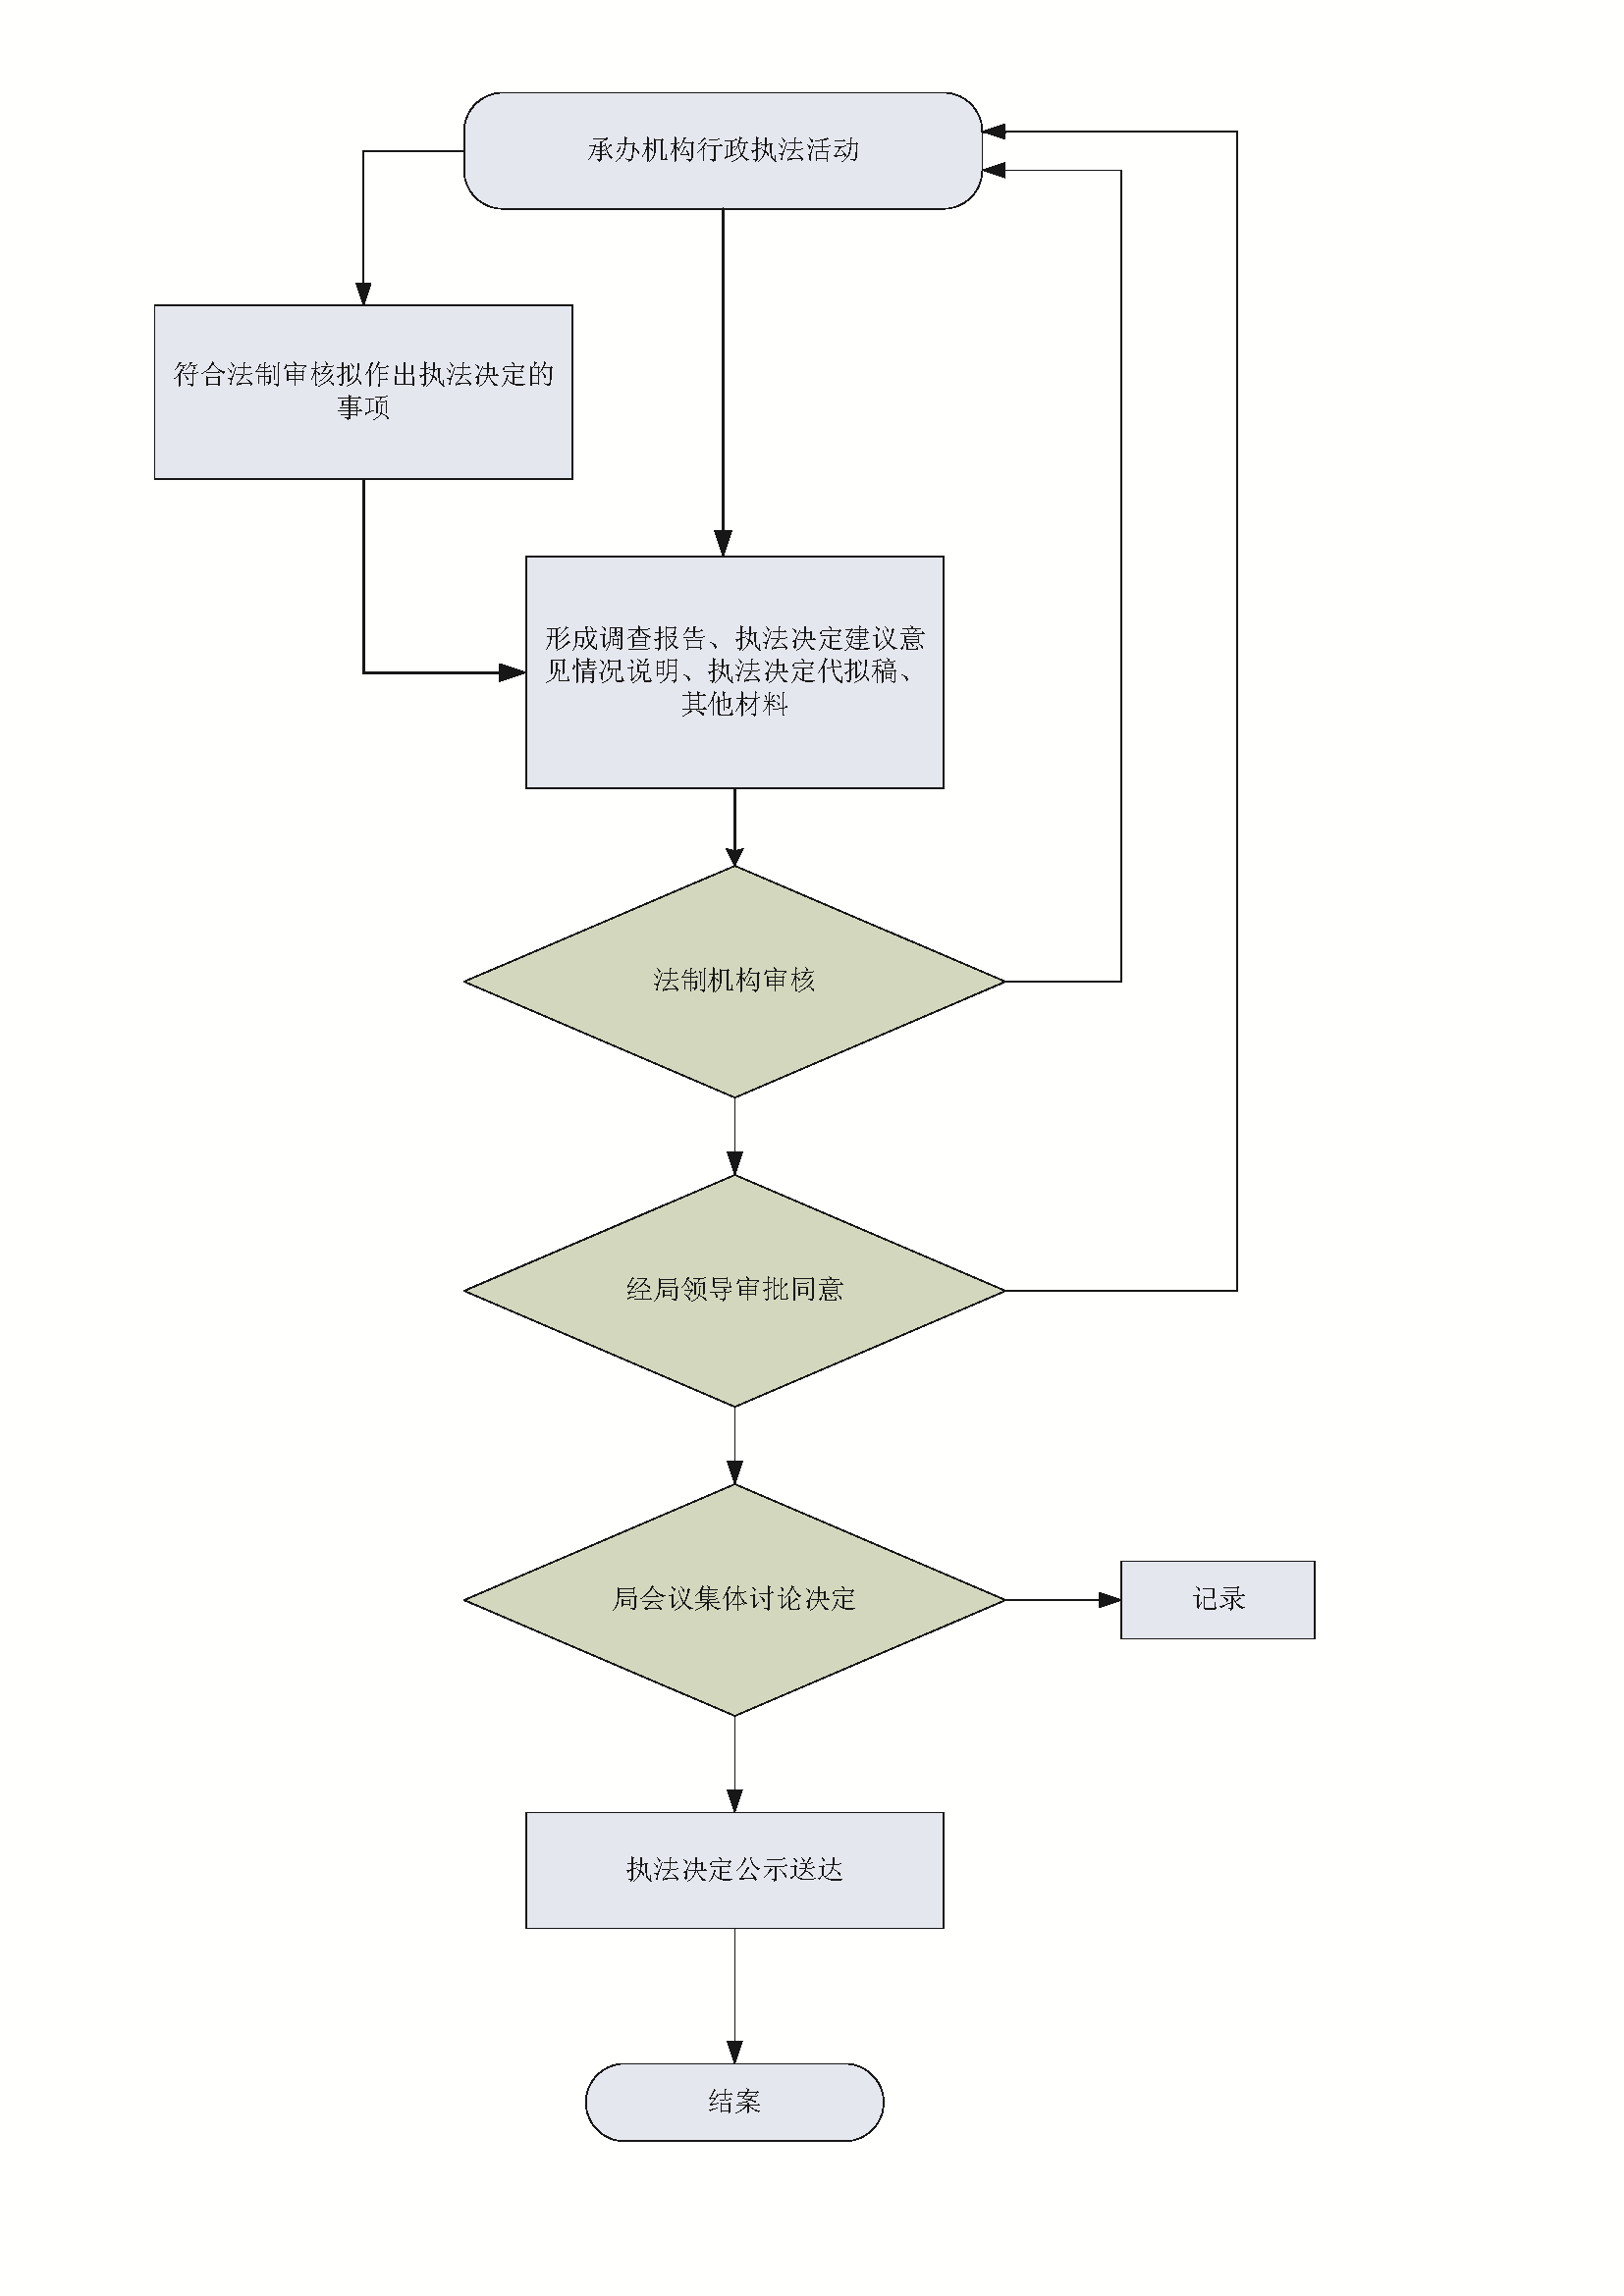 承办机构行政执法活动
符合法制审核拟作出执法决定的
事项
形成调查报告、执法决定建议意
见情况说明、执法决定代拟稿、
其他材料
法制机构审核
经局领导审批同意
局会议集体讨论决定
记录
执法决定公示送达
结案